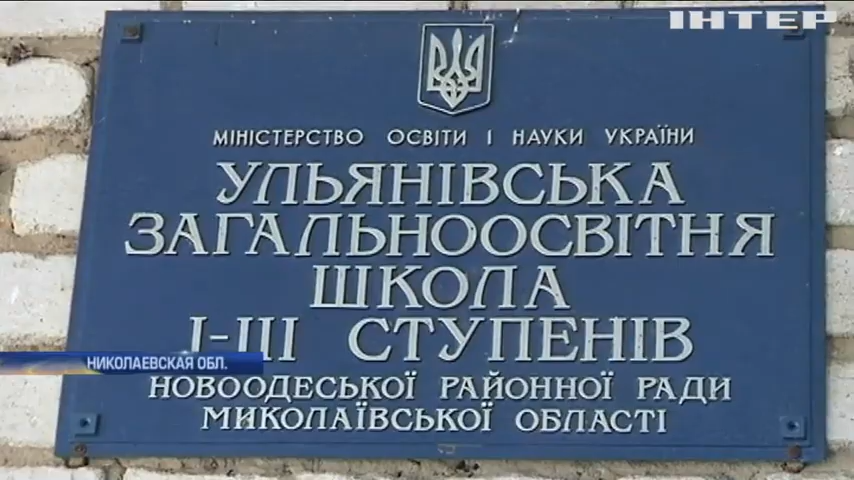 ІНТЕР
МІНІСТЕРСТВО ОСВІТИ І НАУКИ УКРАЇНИ
УЛЬЯНІВСЬКА
ЗАГАЛЬНООСВІТНЯ
ШКОЛА
І-ІІІ СТУПЕНІВ
НИКОЛАЕВСКАЯ ОБЛ.
НОВООДЕСЬКОЇ РАЙОННОЇ РАДИ
МИКОЛАЇВСЬКОЇ ОБЛАСТІ